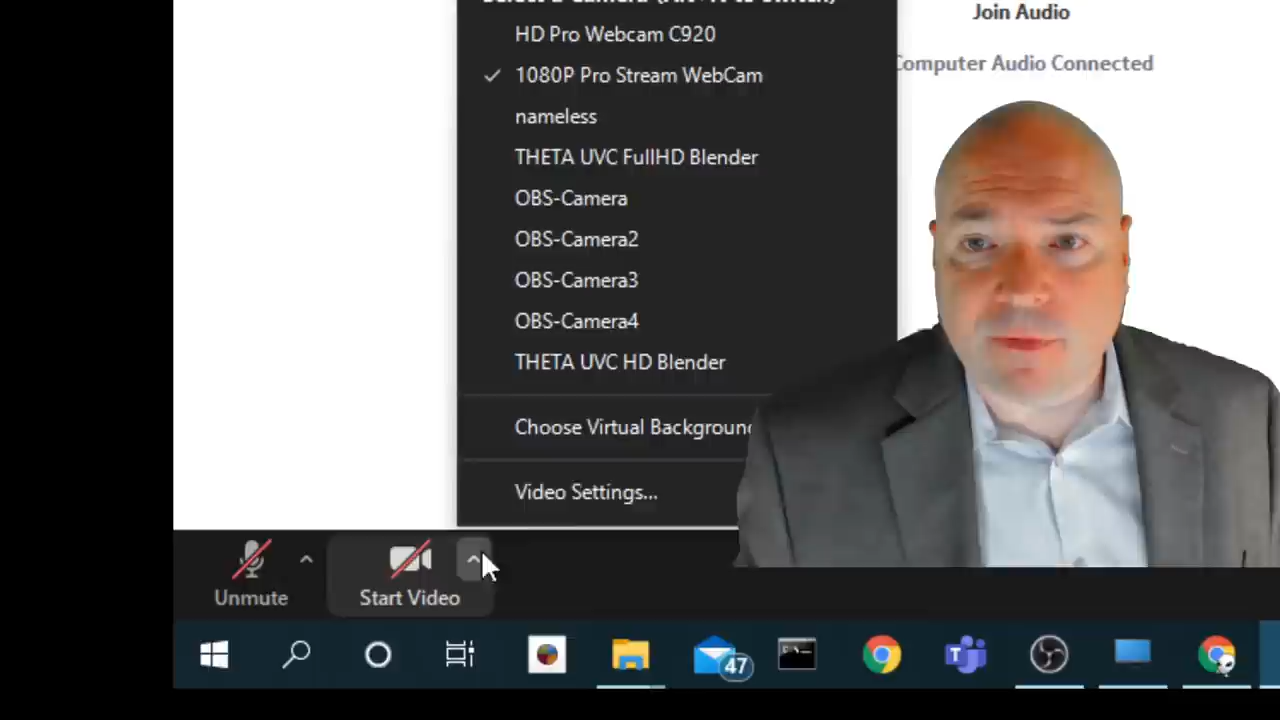 Join Audio
HD Pro Webcam C920
Computer Audio Connected
1080P Pro Stream WebCam
nameless
THETA UVC FullHD Blender
OBS-Camera
OBS-Camera2
OBS-Camera3
OBS-Camera4
THETA UVC HD Blender
Choose Virtual Background
Video Settings...
Unmute
Start Video
47